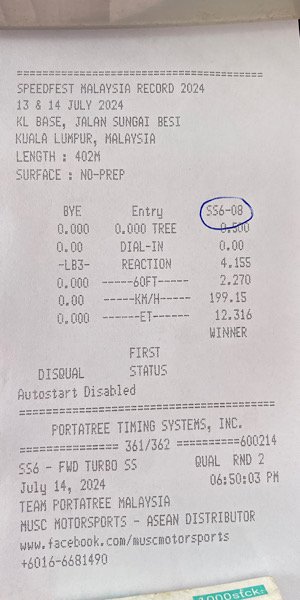 =====================================
SPEEDFEST MALAYSIA RECORD 2024
13 & 14 JULY 2024
KL BASE, JALAN SUNGAI BESI
KUALA LUMPUR, MALAYSIA
LENGTH : 402M
SURFACE : NO-PREP
BYE Entry SS6-08
0.000 0.000 TREE 0.500
0.00 DIAL-IN 0.00
-LB3- REACTION 4.155
0.000 -----60FT----- 2.270
0.00 -----KM/H----- 199.15
0.000 ------ET------ 12.316
WINNER
FIRST
DISQUAL STATUS
Autostart Disabled
=====================================
PORTATREE TIMING SYSTEMS, INC.
=============== 361/362 ==========600214
SS6 - FWD TURBO SS QUAL RND 2
July 14, 2024 06:50:03 PM
TEAM PORTATREE MALAYSIA
MUSC MOTORSPORTS - ASEAN DISTRIBUTOR
www.facebook.com/muscmotorsports
+6016-6681490